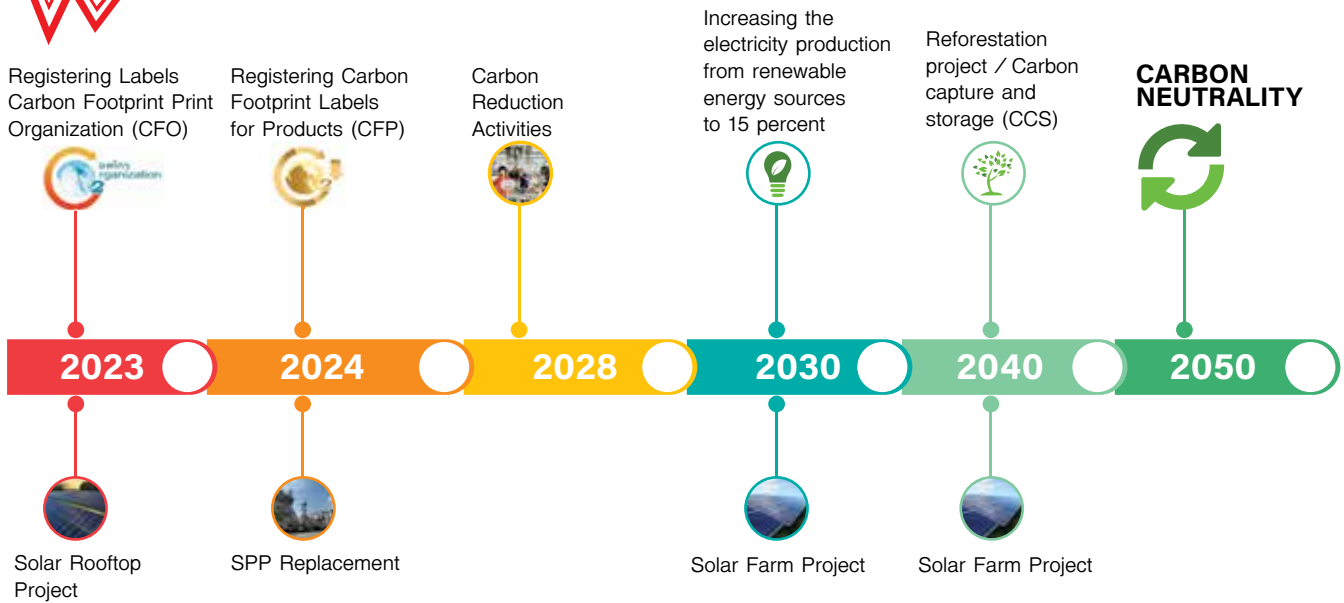 Registering Labels
Carbon Footprint Print
Organization (CFO)
Registering Carbon
Footprint Labels
for Products (CFP)
Carbon
Reduction
Activities
Increasing the
electricity production
from renewable
energy sources
to 15 percent
Reforestation
project / Carbon
capture and
storage (CCS)
CARBON
NEUTRALITY
2023
2024
2028
2030
2040
2050
Solar Rooftop
Project
SPP Replacement
Solar Farm Project
Solar Farm Project